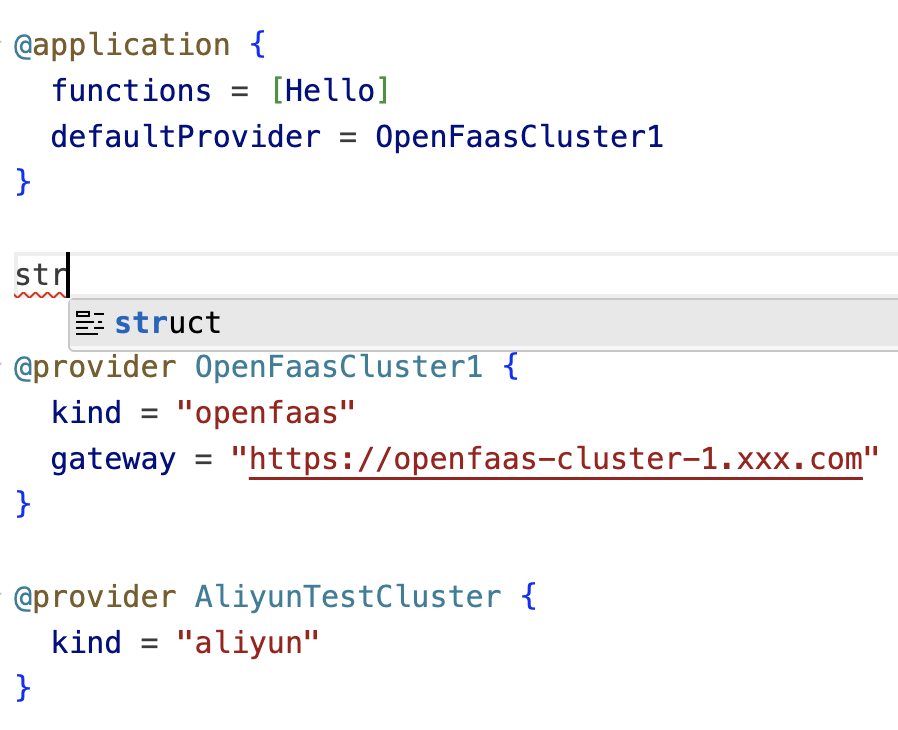 @application {
functions = [Hello]
defaultProvider = OpenFaasCluster1
}
str
struct
@provider OpenFaasCluster1 {
kind = "openfaas"
gateway = "https://openfaas-cluster-1.xxx.com"
}
@provider AliyunTestCluster {
kind = "aliyun"
}